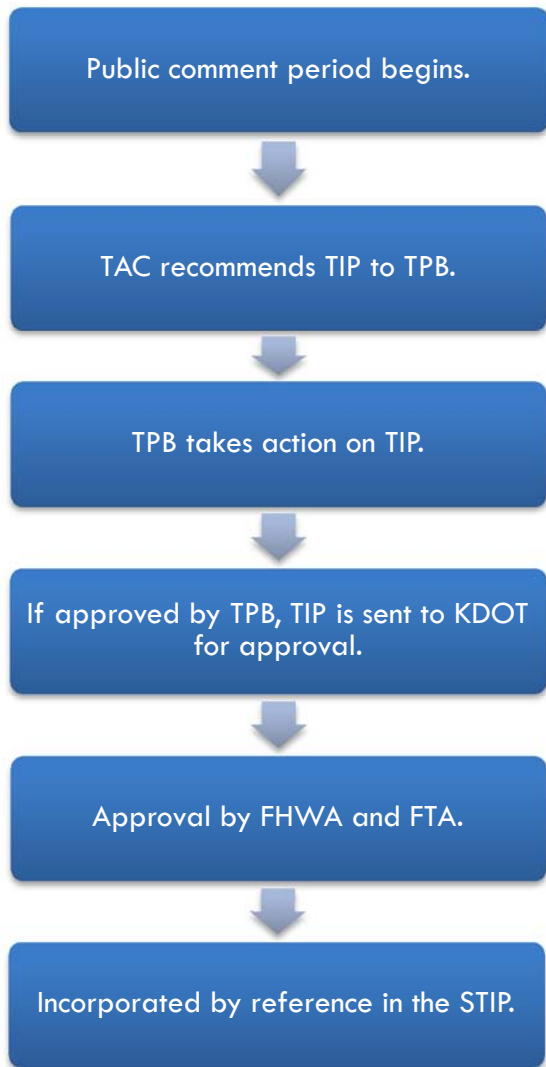 Public comment period begins.
TAC recommends TIP to TPB.
TPB takes action on TIP.
If approved by TPB, TIP is sent to KDOT
for approval.
Approval by FHWA and FTA.
Incorporated by reference in the STIP.